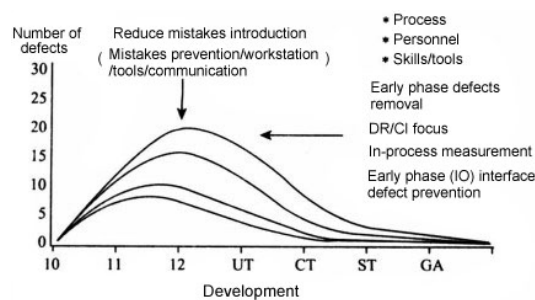 Number of
defects
Reduce mistakes introduction
( Mistakes prevention/workstation )
/tools/communication
* Process
* Personnel
* Skills/tools
Early phase defects
removal
DR/CI focus
In-process measurement
Early phase (IO) interface
defect prevention
30
25
20
15
10
5
0
10 11 12 UT CT ST GA
Development